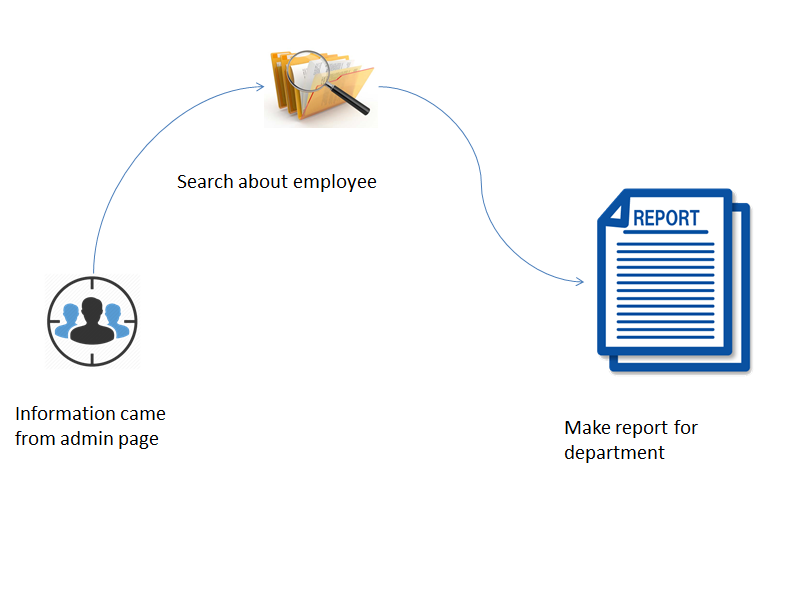 Search about employee
REPORT
Information came
from admin page
Make report for
department